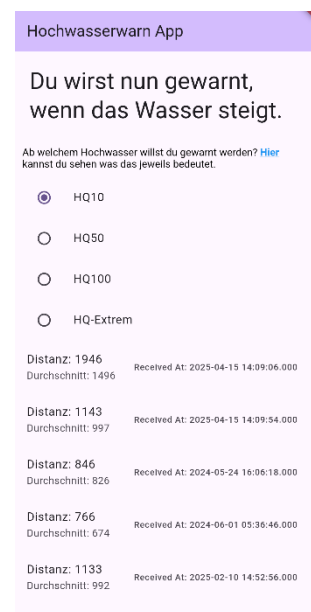 Hochwasserwarn App
Du wirst nun gewarnt,
wenn das Wasser steigt.
Ab welchem Hochwasser willst du gewarnt werden? Hier
kannst du sehen was das jeweils bedeutet.
HQ10
HQ50
HQ100
HQ-Extrem
Distanz: 1946
Durchschnitt: 1496
Received At: 2025-04-15 14:09:06.000
Distanz: 1143
Durchschnitt: 997
Received At: 2025-04-15 14:09:54.000
Distanz: 846
Durchschnitt: 826
Received At: 2024-05-24 16:06:18.000
Distanz: 766
Durchschnitt: 674
Received At: 2024-06-01 05:36:46.000
Distanz: 1133
Durchschnitt: 992
Received At: 2025-02-10 14:52:56.000